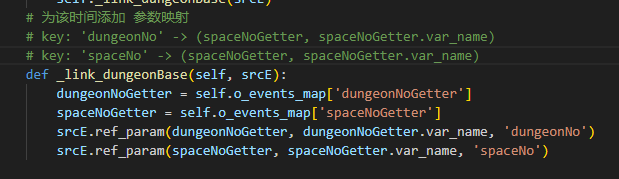 self._link_dungeonBase(srcE)
# 为该时间添加 参数映射
# key: 'dungeonNo' -> (spaceNoGetter, spaceNoGetter.var_name)
# key: 'spaceNo' -> (spaceNoGetter, spaceNoGetter.var_name)
def _link_dungeonBase(self, srcE):
dungeonNoGetter = self.o_events_map['dungeonNoGetter']
spaceNoGetter = self.o_events_map['spaceNoGetter']
srcE.ref_param(dungeonNoGetter, dungeonNoGetter.var_name, 'dungeonNo')
srcE.ref_param(spaceNoGetter, spaceNoGetter.var_name, 'spaceNo')